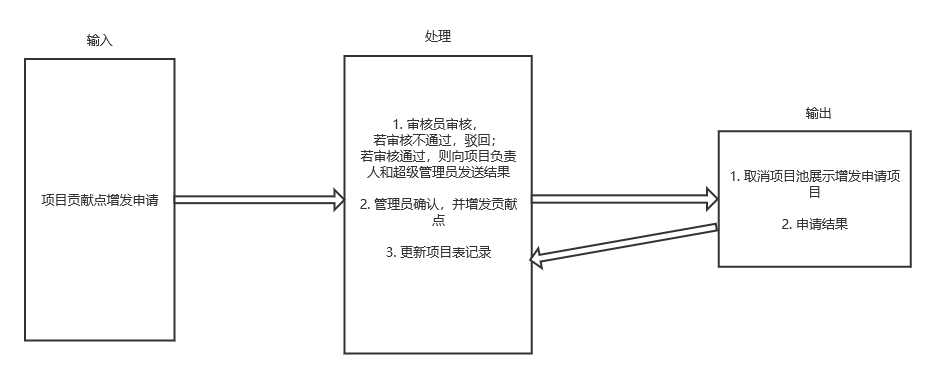 输入
处理
输出
项目贡献点增发申请
1. 审核员审核，
若审核不通过，驳回；
若审核通过，则向项目负责
人和超级管理员发送结果
2. 管理员确认，并增发贡献
点
3. 更新项目表记录
1. 取消项目池展示增发申请项
目
2. 申请结果